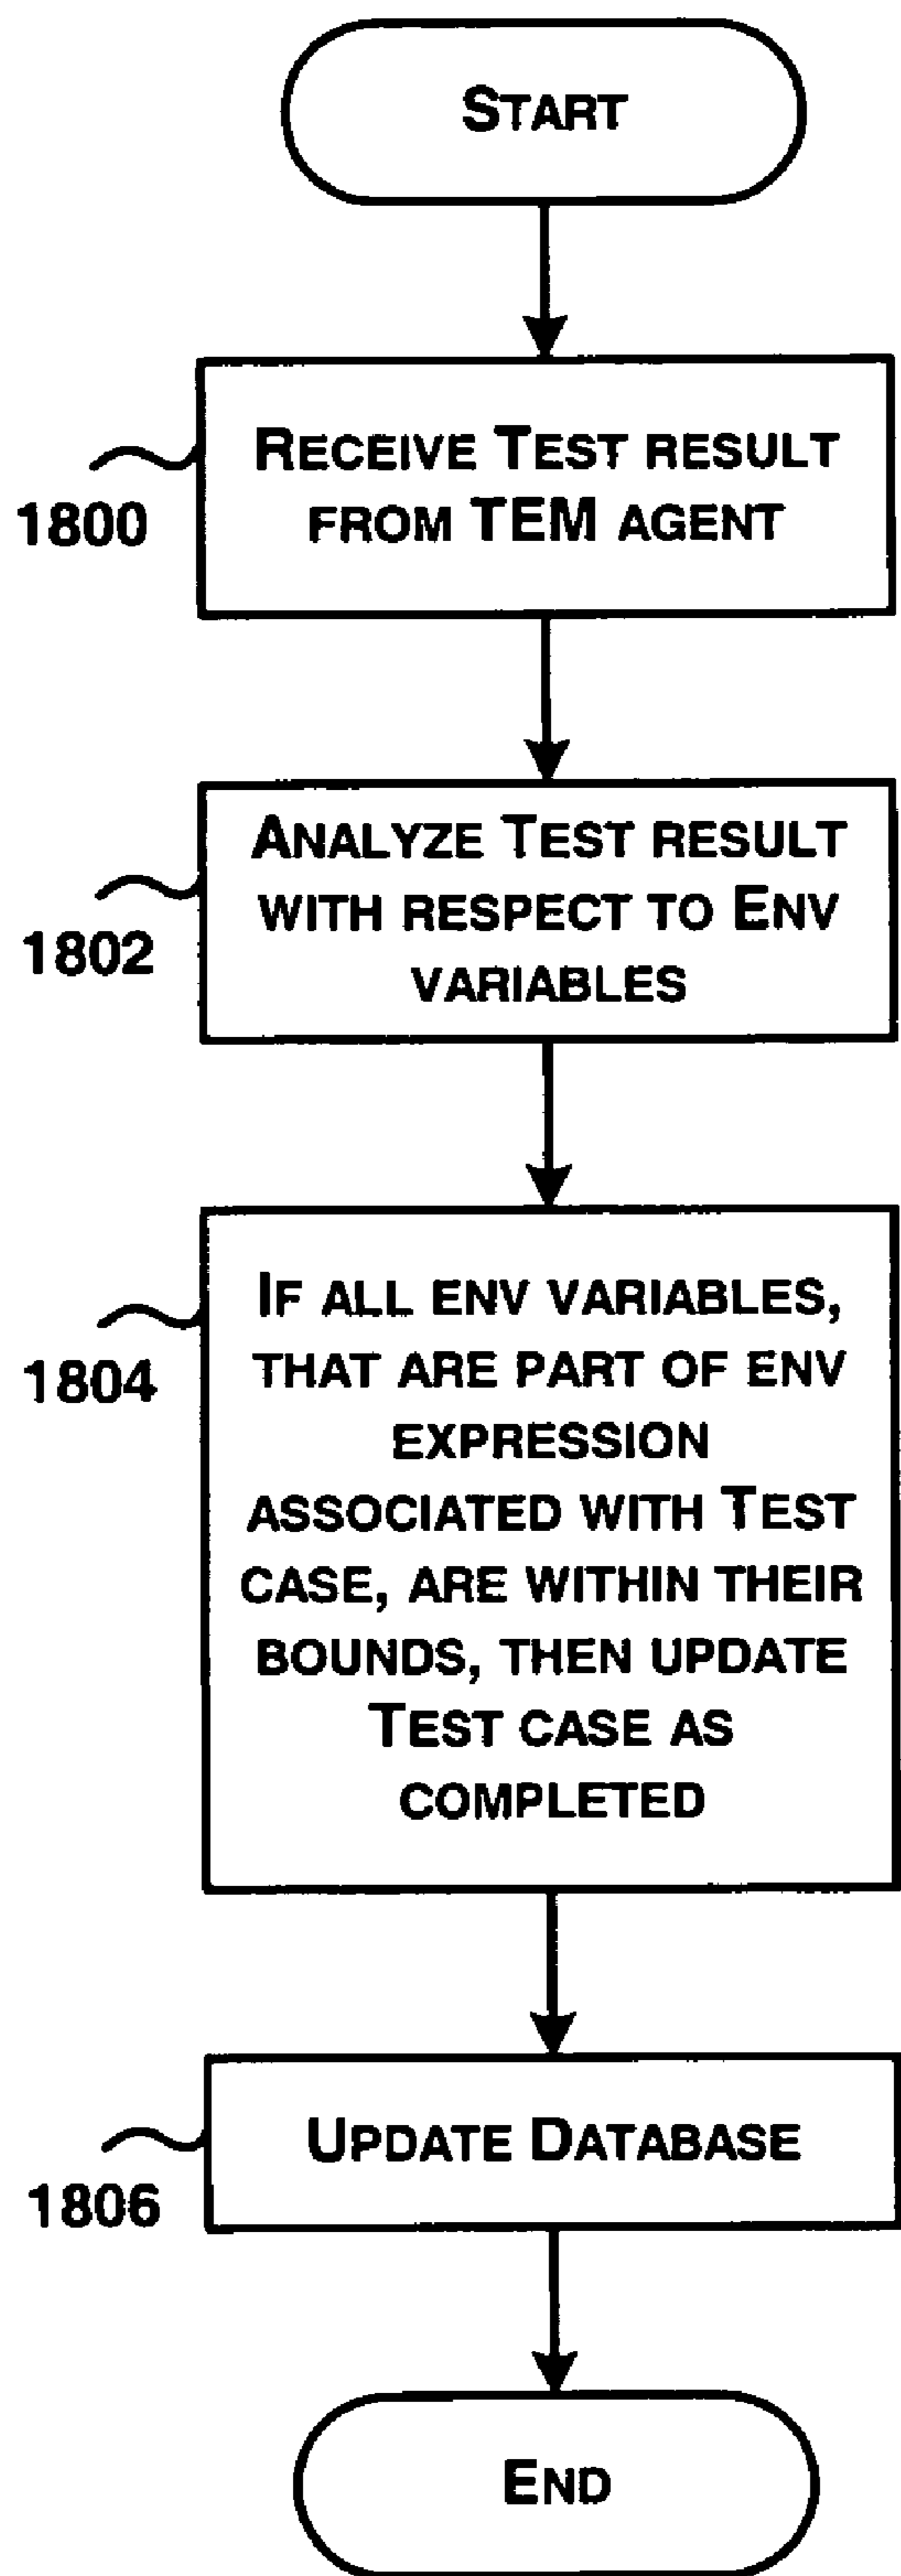 START
RECEIVE TEST RESULT
FROM TEM AGENT
1800
ANALYZE TEST RESULT
WITH RESPECT TO ENV
VARIABLES
1802
IF ALL ENV VARIABLES,
THAT ARE PART OF ENV
EXPRESSION
ASSOCIATED WITH TEST
CASE, ARE WITHIN THEIR
BOUNDS, THEN UPDATE
TEST CASE AS
COMPLETED
1804
UPDATE DATABASE
1806
END